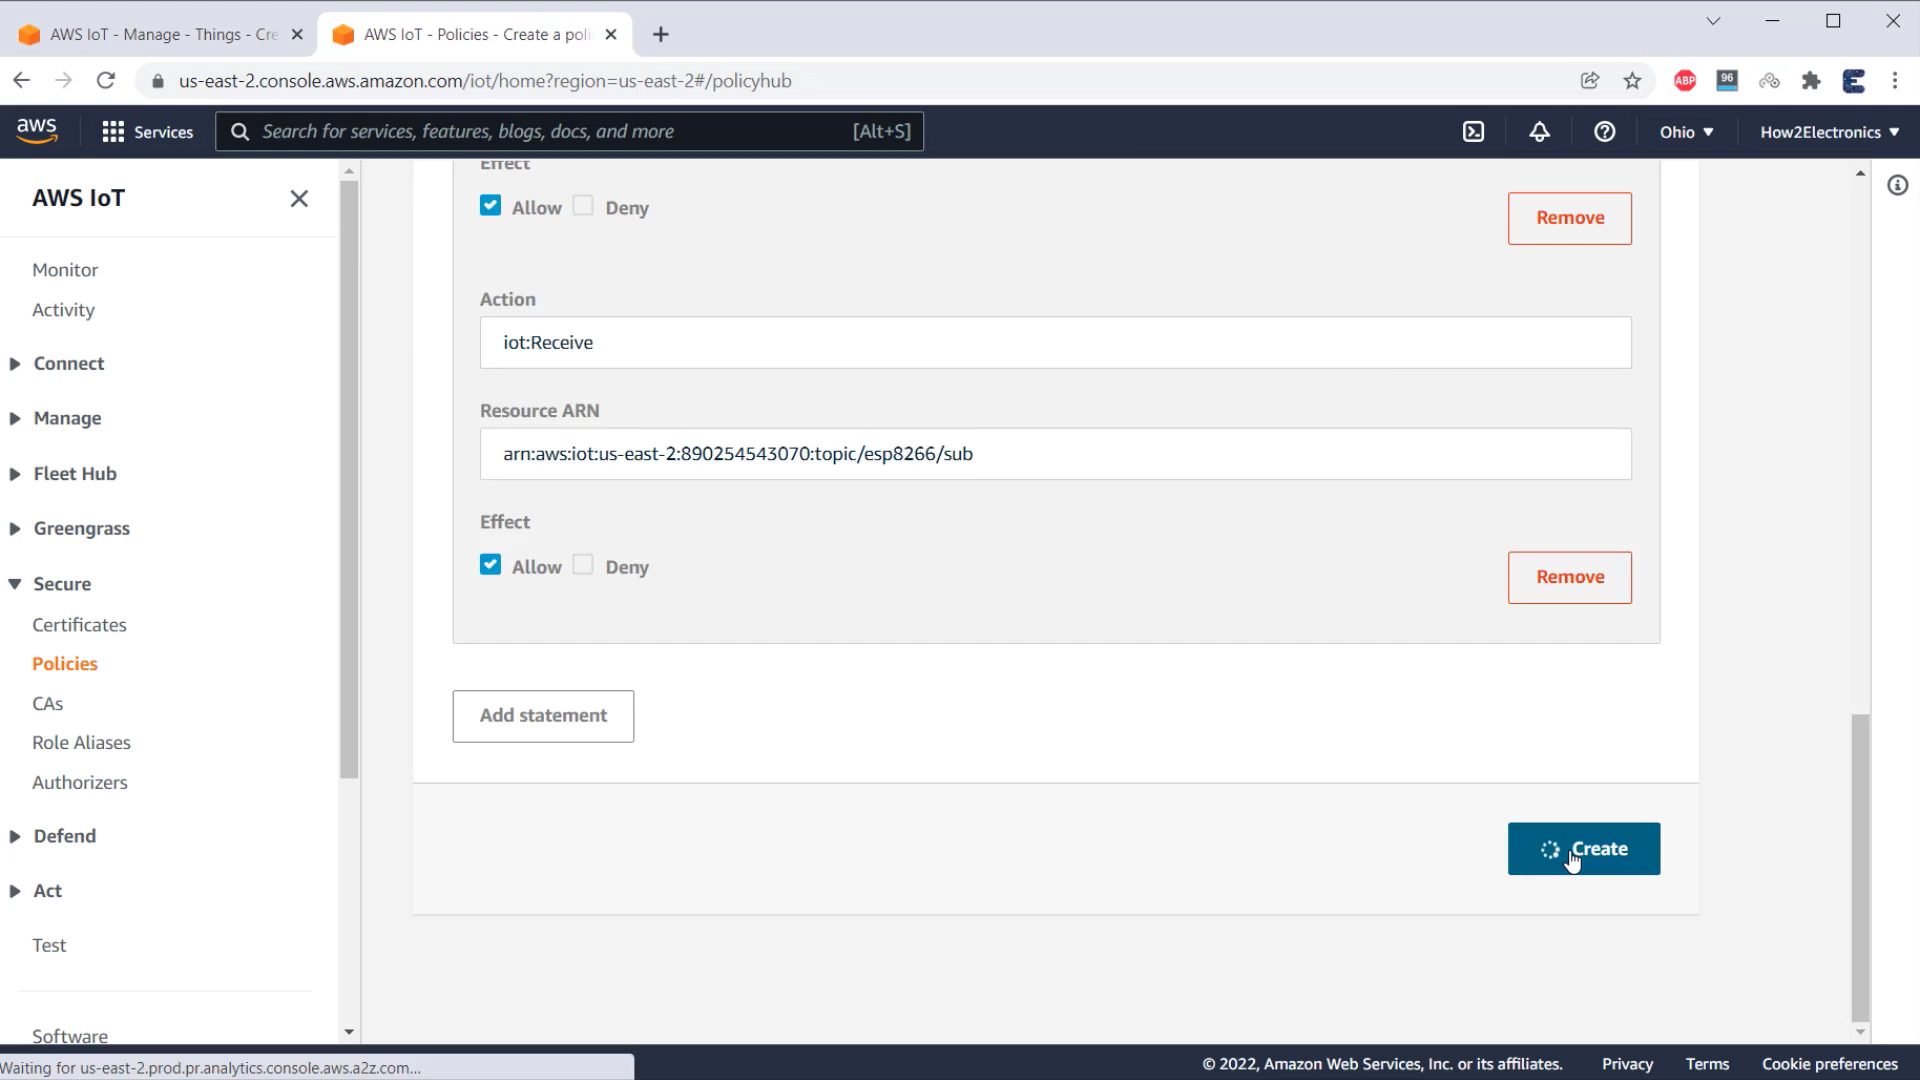 AWS IoT - Manage - Things - Cre
AWS IoT - Policies - Create a poli
us-east-2.console.aws.amazon.com/iot/home?region=us-east-2#/policyhub
ABP
96
aws
Services
Search for services, features, blogs, docs, and more
[Alt+S]
Ohio
How2Electronics
AWS IoT
Monitor
Activity
Connect
Manage
Fleet Hub
Greengrass
Secure
Certificates
Policies
CAs
Role Aliases
Authorizers
Defend
Act
Test
Software
Effect
Allow
Deny
Remove
Action
iot:Receive
Resource ARN
arn:aws:iot:us-east-2:890254543070:topic/esp8266/sub
Effect
Allow
Deny
Remove
Add statement
Create
Waiting for us-east-2.prod.pr.analytics.console.aws.a2z.com...
© 2022, Amazon Web Services, Inc. or its affiliates.
Privacy
Terms
Cookie preferences